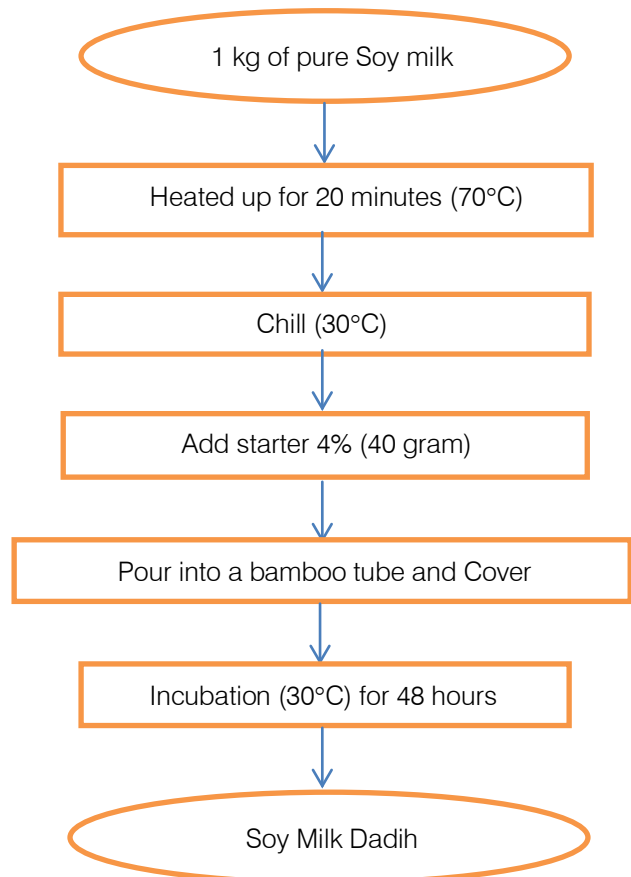 1 kg of pure Soy milk
Heated up for 20 minutes (70°C)
Chill (30°C)
Add starter 4% (40 gram)
Pour into a bamboo tube and Cover
Incubation (30°C) for 48 hours
Soy Milk Dadih